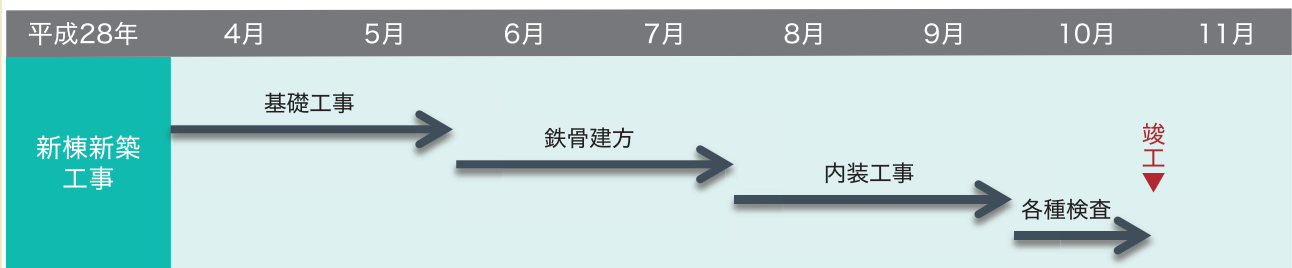 平成28年 4月 5月 6月 7月 8月 9月 10月 11月
新棟新築
工事
基礎工事
鉄骨建方
内装工事
各種検査
竣工